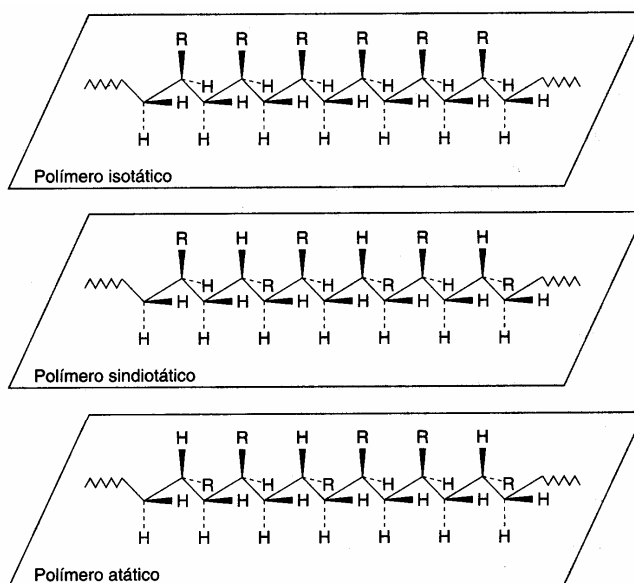 R R R R R R
H H H H H H
H H H H H H H
H H H H H H H
Polímero isotático
R H R H R H
H R H R H R
H H H H H H H
H H H H H H H
Polímero sindiotático
H R H R R H
R H R H H R
H H H H H H H
H H H H H H H
Polímero atático